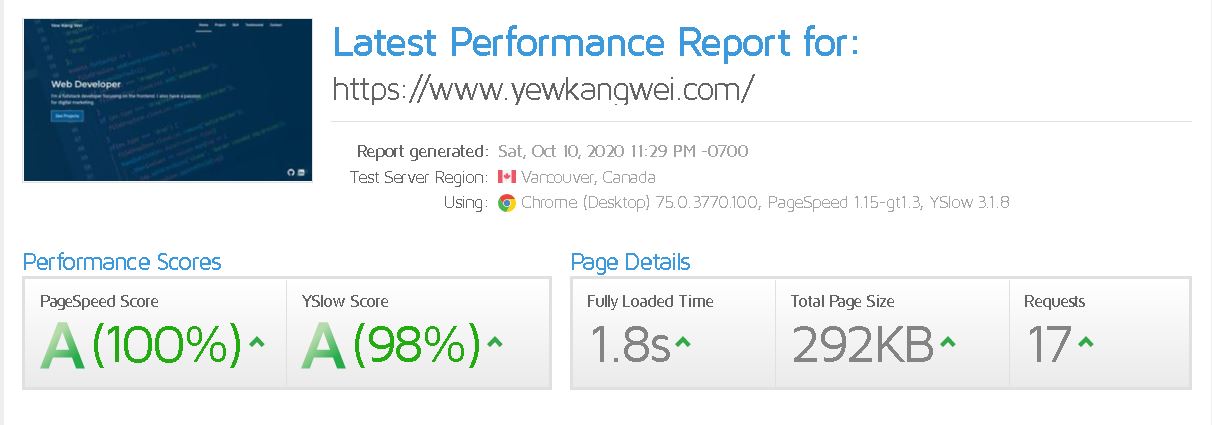 Yew Kang Wei
Home Project Skill Testimonial Contact
Web Developer
I'm a fullstack developer focusing on the frontend. I also have a passion
for digital marketing.
See Projects
Latest Performance Report for:
https://www.yewkangwei.com/
Report generated: Sat, Oct 10, 2020 11:29 PM -0700
Test Server Region: Vancouver, Canada
Using: Chrome (Desktop) 75.0.3770.100, PageSpeed 1.15-gt1.3, YSlow 3.1.8
Performance Scores
PageSpeed Score
A (100%)
YSlow Score
A (98%)
Page Details
Fully Loaded Time
1.8s
Total Page Size
292KB
Requests
17